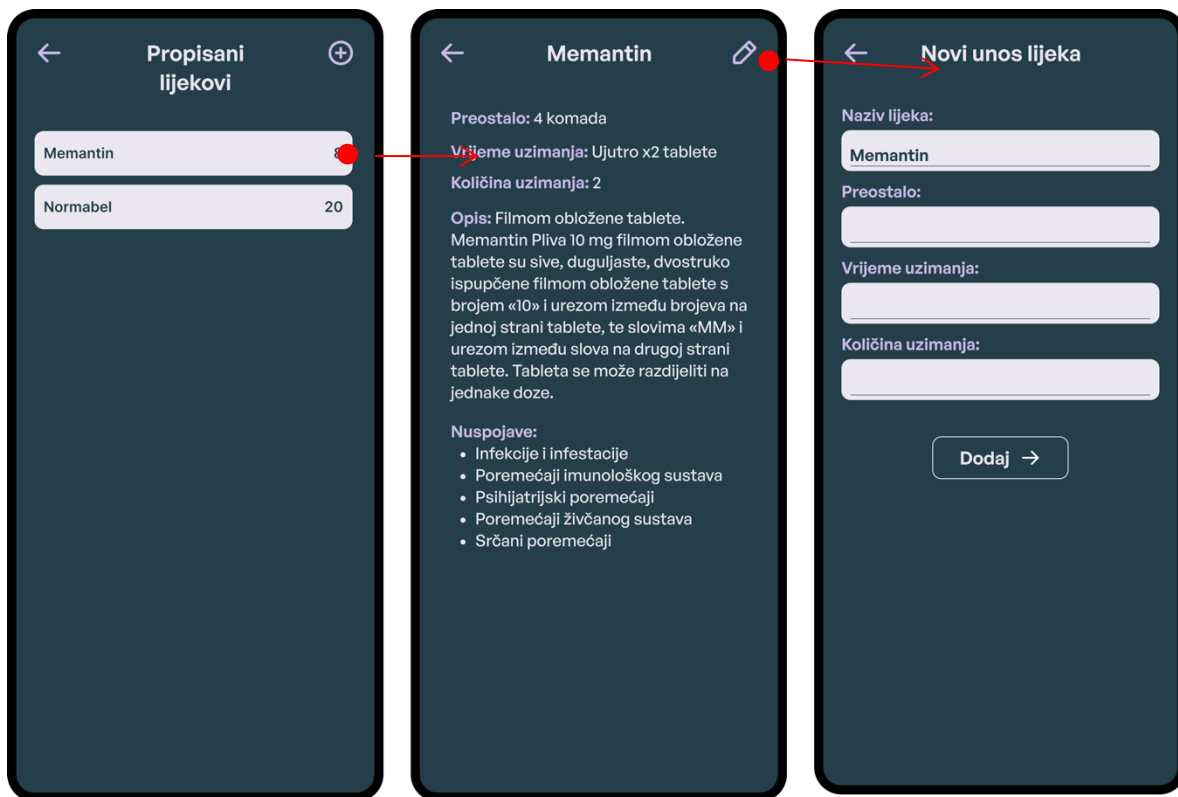 Propisani
lijekovi
Memantin
Normabel 20
Memantin
Preostalo: 4 komada
Vrijeme uzimanja: Ujutro x2 tablete
Količina uzimanja: 2
Opis: Filmom obložene tablete.
Memantin Pliva 10 mg filmom obložene
tablete su sive, duguljaste, dvostruko
ispupčene filmom obložene tablete s
brojem «10» i urezom između brojeva na
jednoj strani tablete, te slovima «MM» i
urezom između slova na drugoj strani
tablete. Tableta se može razdijeliti na
jednake doze.
Nuspojave:
• Infekcije i infestacije
• Poremećaji imunološkog sustava
• Psihijatrijski poremećaji
• Poremećaji živčanog sustava
• Srčani poremećaji
Novi unos lijeka
Naziv lijeka:
Memantin
Preostalo:
Vrijeme uzimanja:
Količina uzimanja:
Dodaj →